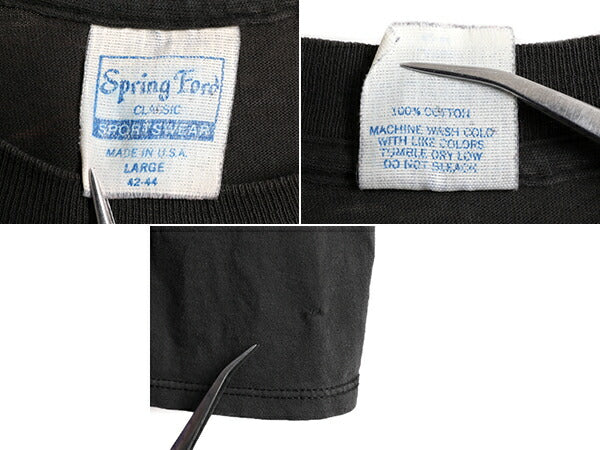 Spring Ford
CLASSIC
SPORTSWEAR
MADE IN U.S.A.
LARGE
42-44
100% COTTON
MACHINE WASH COLD
WITH LIKE COLORS
TUMBLE DRY LOW
DO NOT BLEACH